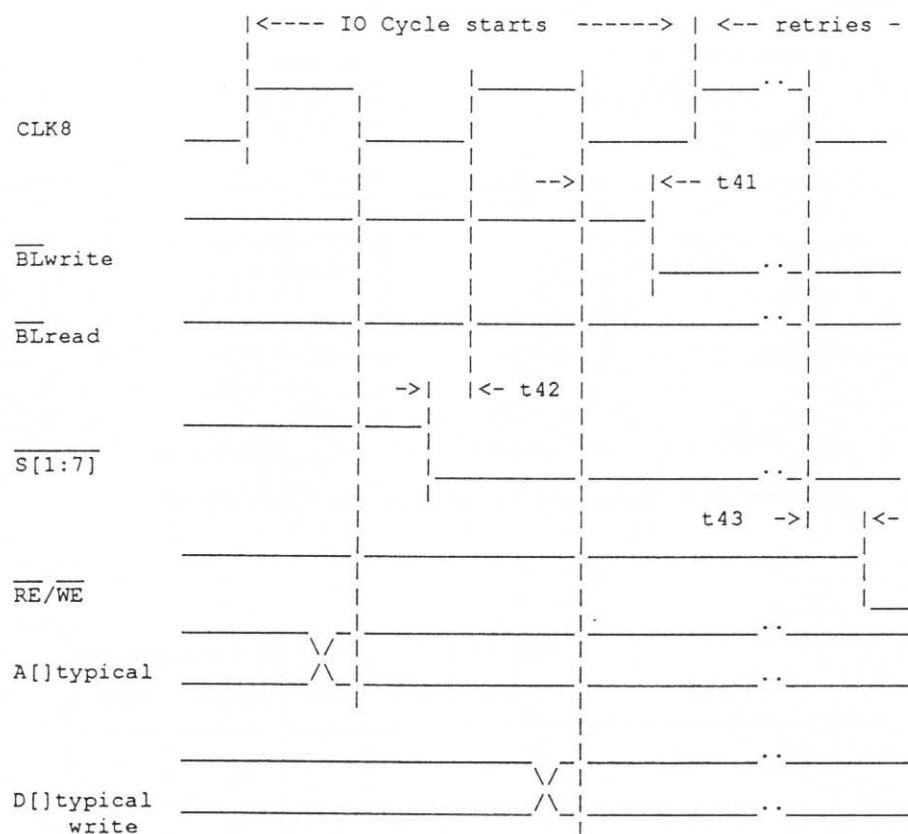 |<---- IO Cycle starts ------>| <-- retries -
CLK8
-->| |<-- t41
BLwrite
BLread
->| |<- t42
S[1:7]
t43 ->| |<-
RE/WE
A[]typical
D[]typical
write